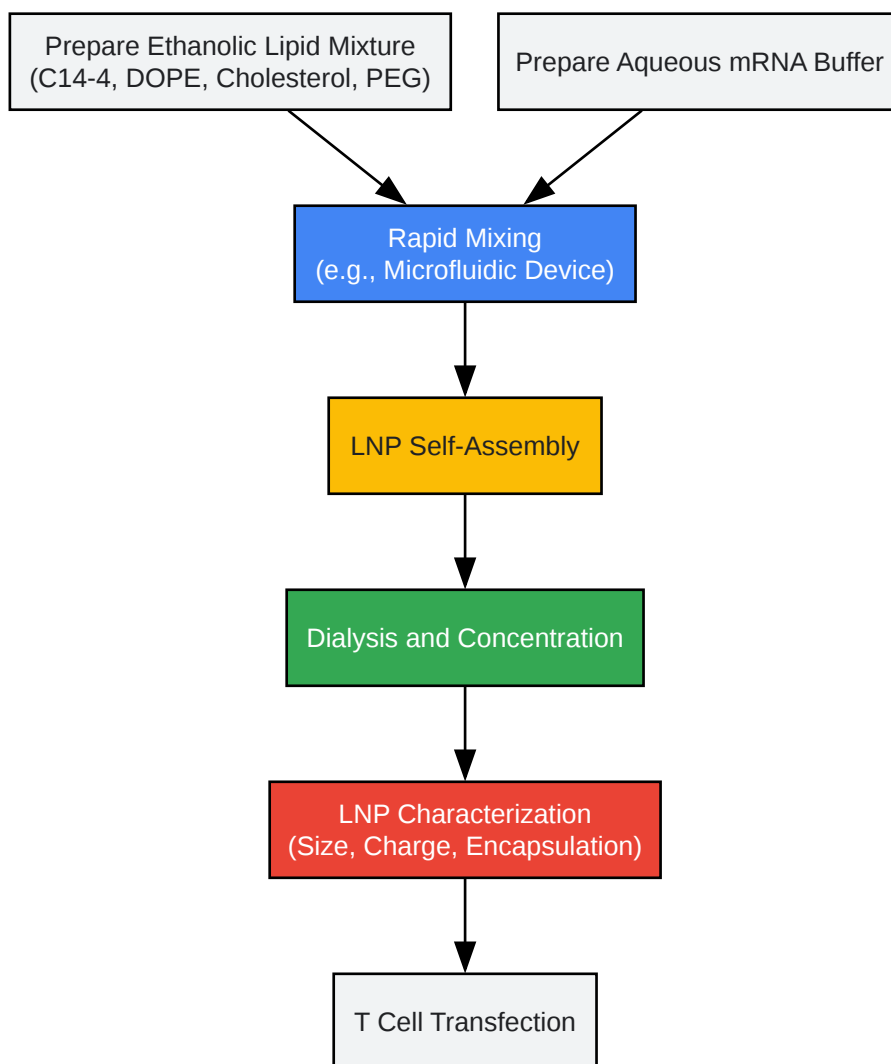 Prepare Ethanolic Lipid Mixture
(C14-4, DOPE, Cholesterol, PEG)
Prepare Aqueous mRNA Buffer
Rapid Mixing
(e.g., Microfluidic Device)
LNP Self-Assembly
Dialysis and Concentration
LNP Characterization
(Size, Charge, Encapsulation)
T Cell Transfection